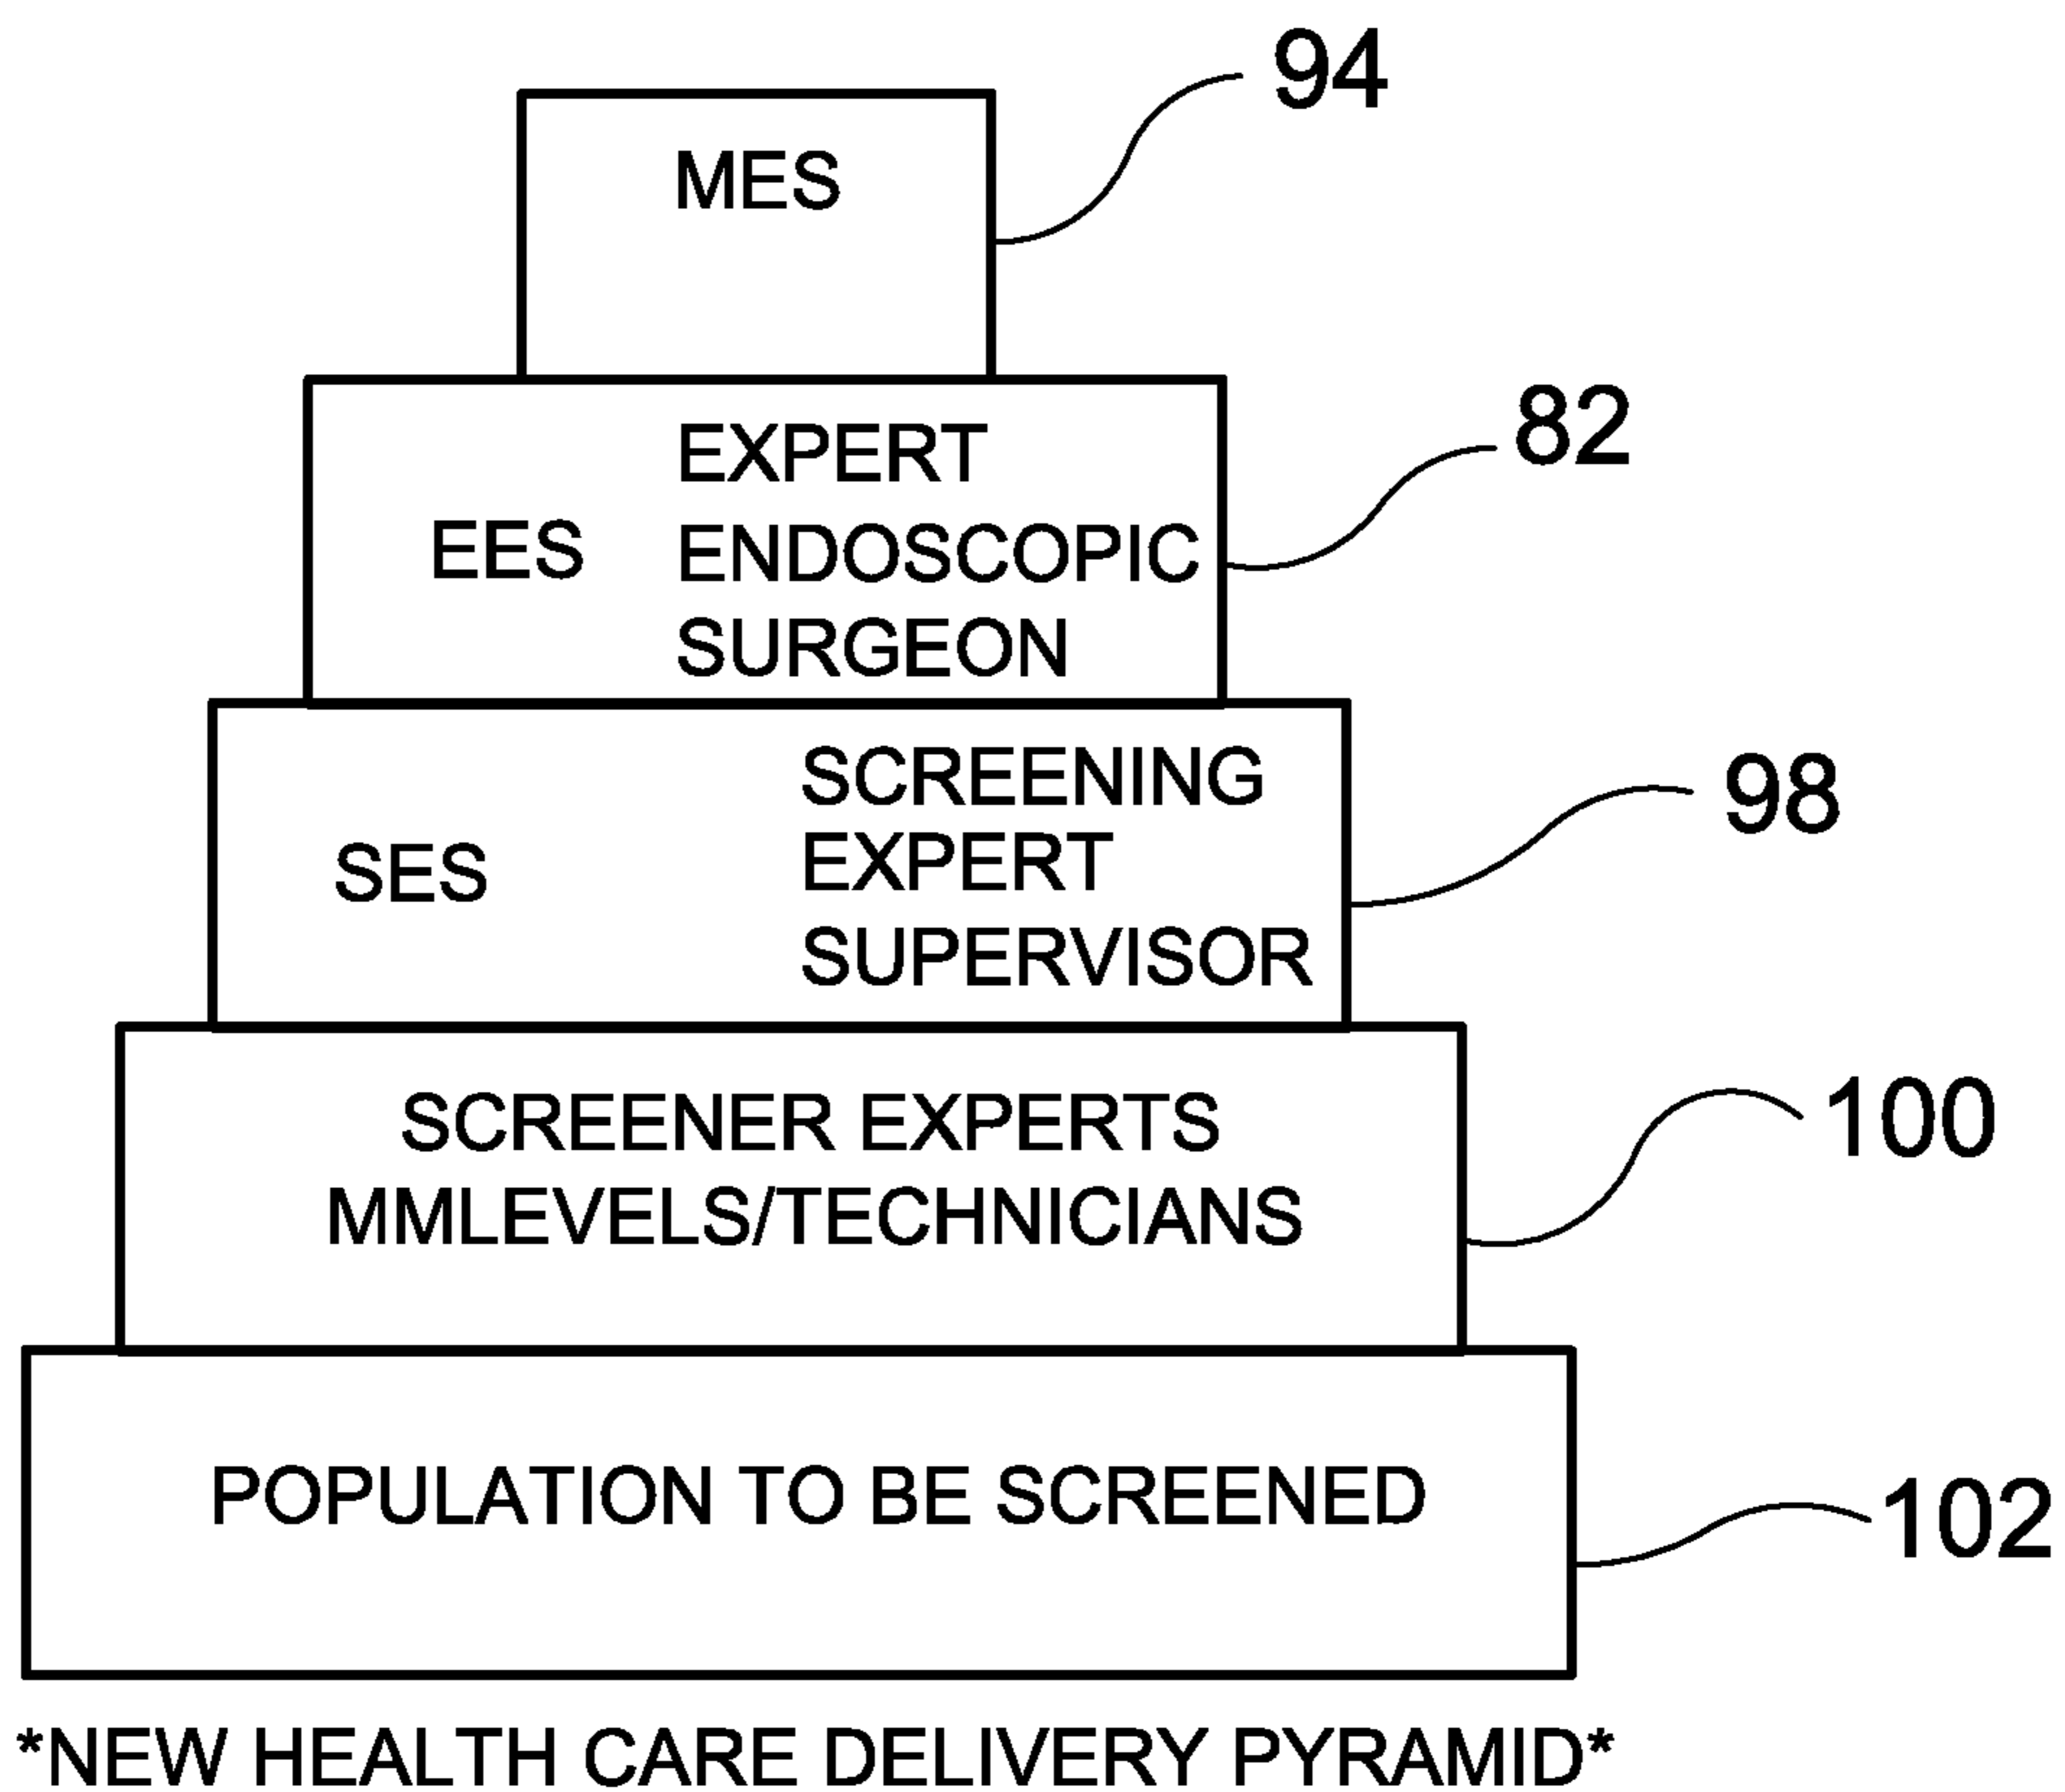 94
MES
82
EXPERT
EES ENDOSCOPIC
SURGEON
98
SCREENING
EXPERT
SES
SUPERVISOR
100
SCREENER EXPERTS
MMLEVELS/TECHNICIANS
POPULATION TO BE SCREENED
102
*NEW HEALTH CARE DELIVERY PYRAMID*